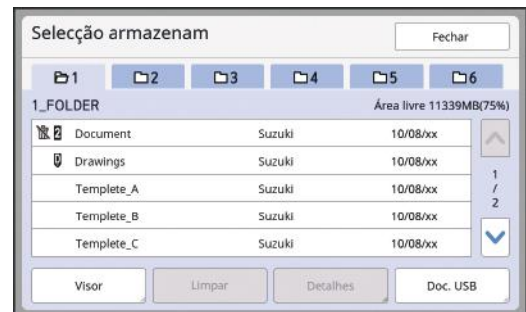 Selecção armazenam
Fechar
1 2 3 4 5 6
1_FOLDER Área livre 11339MB(75%)
2 Document Suzuki 10/08/xx
Drawings Suzuki 10/08/xx
Templete_A Suzuki 10/08/xx
Templete_B Suzuki 10/08/xx
Templete_C Suzuki 10/08/xx
1
/
2
Visor Limpar Detalhes Doc. USB